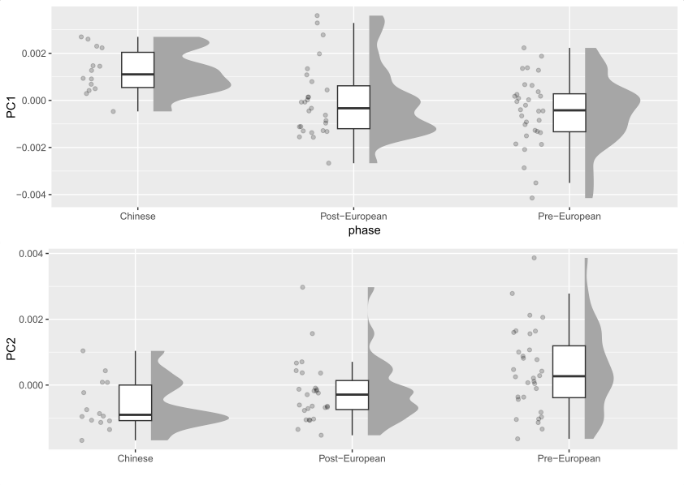 PC1
0.002
0.000
−0.002
−0.004
Chinese Post−European Pre−European
phase
PC2
0.004
0.002
0.000
Chinese Post−European Pre−European